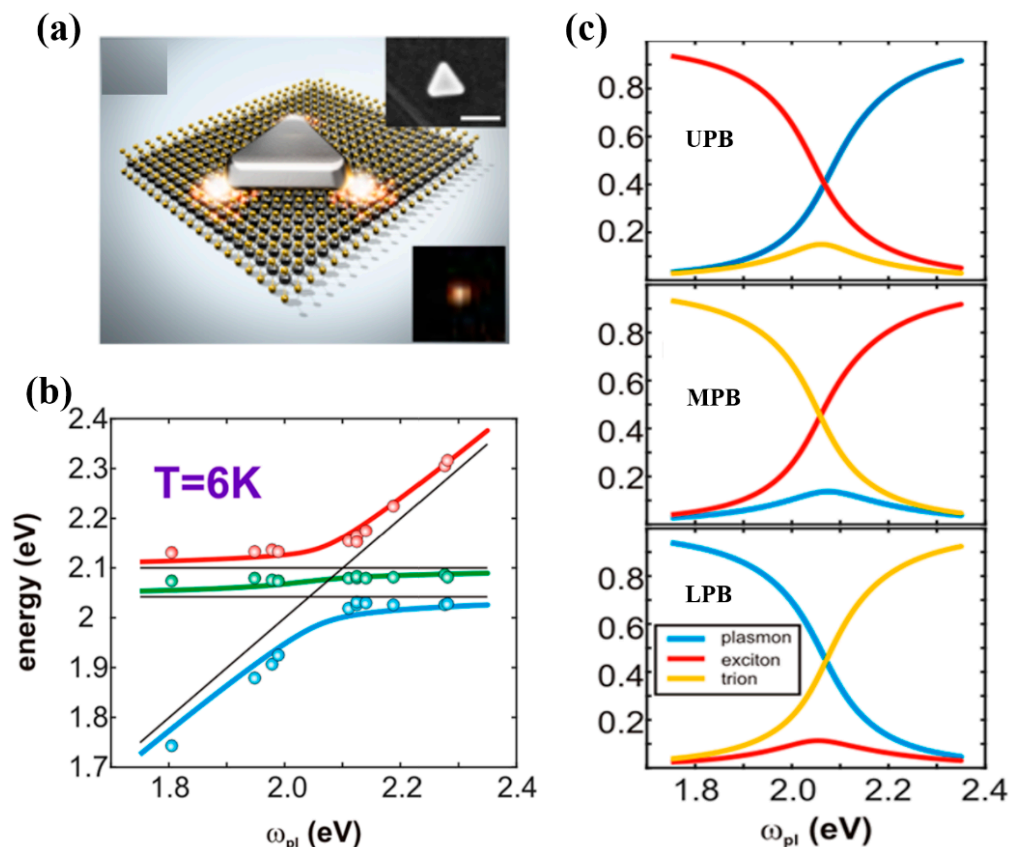 (a)
(b)
T=6K
energy (eV)
2.4
2.3
2.2
2.1
2
1.9
1.8
1.7
1.8
2.0
2.2
2.4
ω_pl (eV)
(c)
UPB
0.8
0.6
0.4
0.2
MPB
0.8
0.6
0.4
0.2
LPB
plasmon
exciton
trion
0.8
0.6
0.4
0.2
1.8
2.0
2.2
2.4
ω_pl (eV)